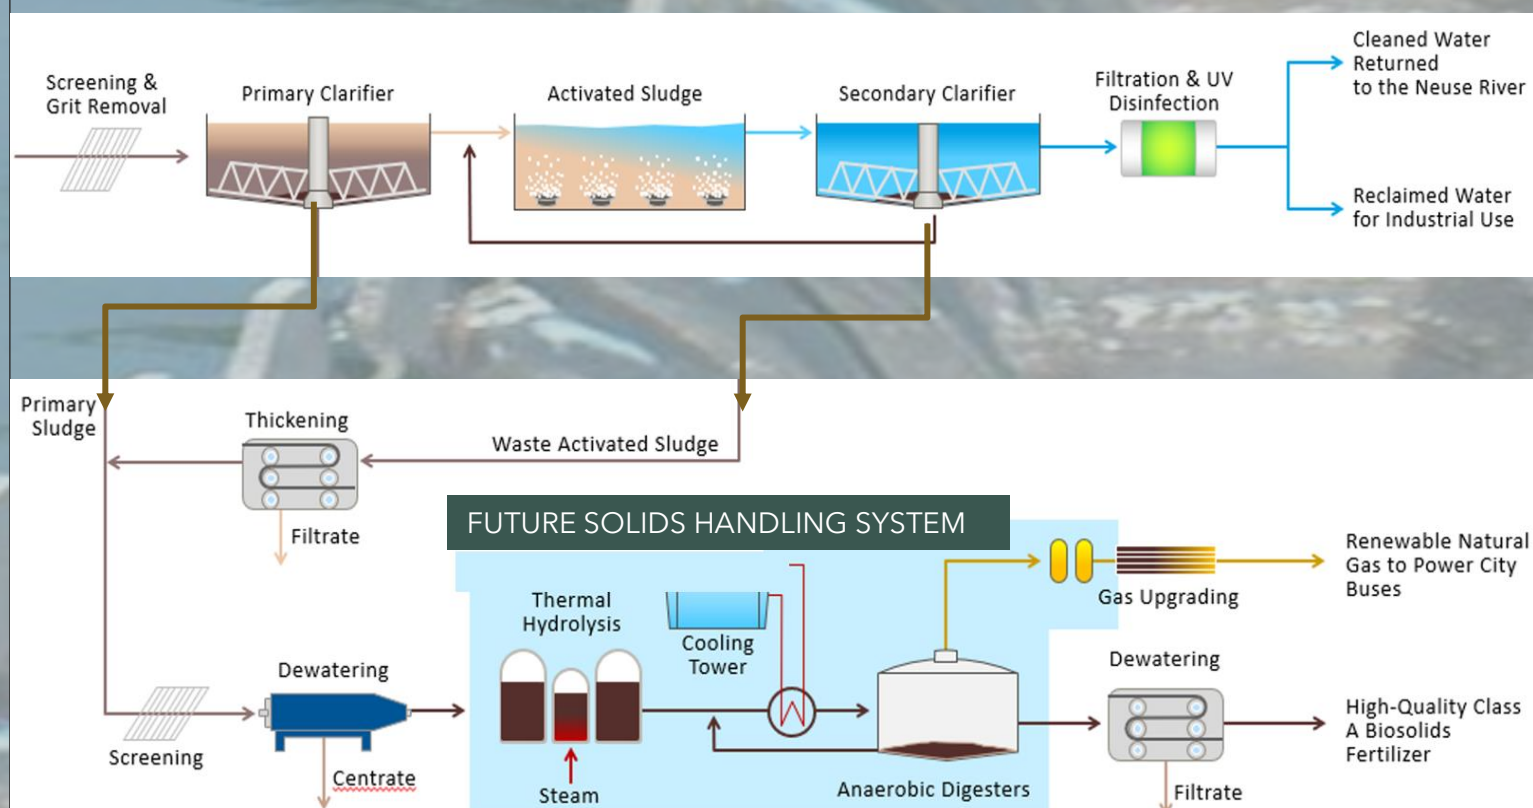 Screening &
Grit Removal
Primary Clarifier
Activated Sludge
Secondary Clarifier
Filtration & UV
Disinfection
Cleaned Water
Returned
to the Neuse River
Reclaimed Water
for Industrial Use
Primary
Sludge
Thickening
Waste Activated Sludge
Filtrate
FUTURE SOLIDS HANDLING SYSTEM
Thermal
Hydrolysis
Cooling
Tower
Gas Upgrading
Renewable Natural
Gas to Power City
Buses
Screening
Dewatering
Centrate
Steam
Anaerobic Digesters
Dewatering
Filtrate
High-Quality Class
A Biosolids
Fertilizer